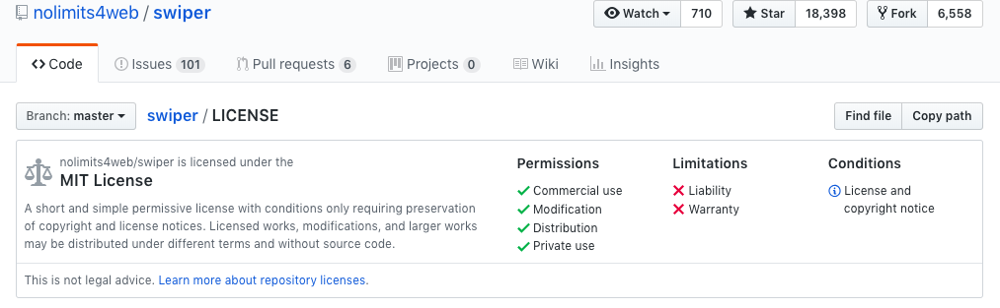 nolimits4web / swiper Watch 710 Star 18,398 Fork 6,558
Code Issues 101 Pull requests 6 Projects 0 Wiki Insights
Branch: master swiper / LICENSE Find file Copy path
nolimits4web/swiper is licensed under the
MIT License
A short and simple permissive license with conditions only requiring preservation
of copyright and license notices. Licensed works, modifications, and larger works
may be distributed under different terms and without source code.
Permissions
Commercial use
Modification
Distribution
Private use
Limitations
Liability
Warranty
Conditions
License and
copyright notice
This is not legal advice. Learn more about repository licenses.